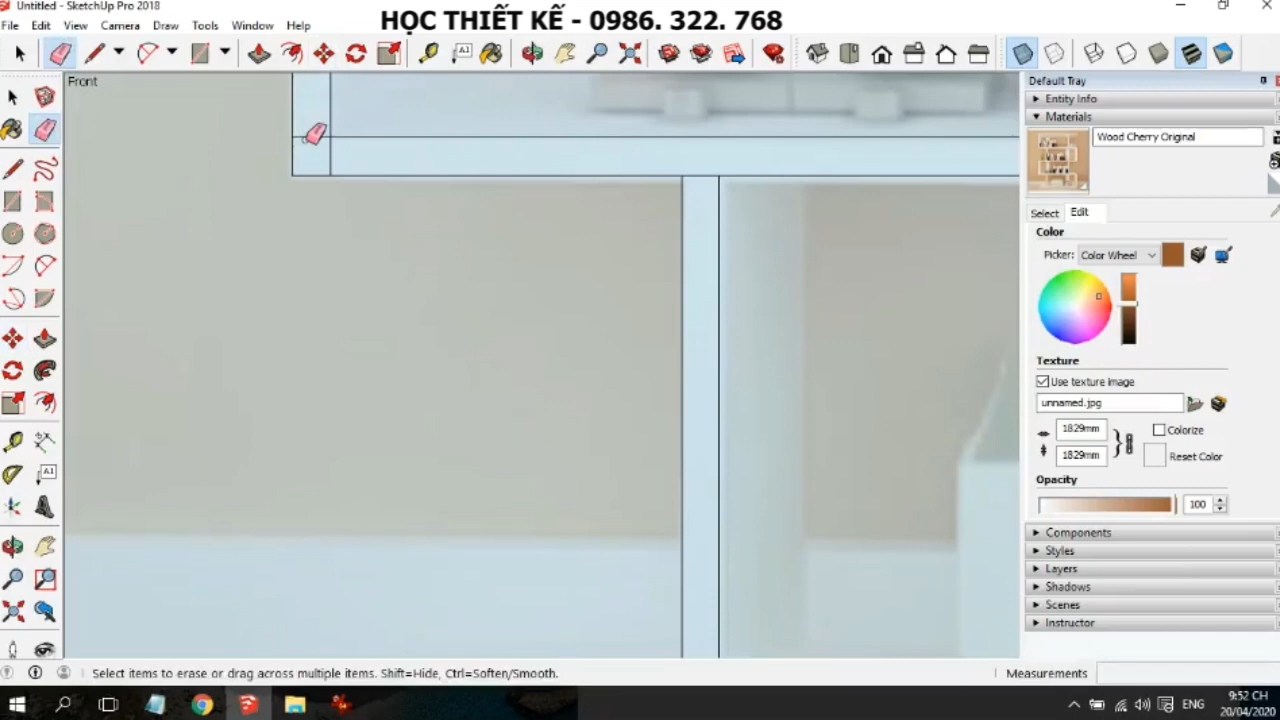 Untitled - SketchUp Pro 2018
HỌC THIẾT KẾ - 0986. 322. 768
File Edit View Camera Draw Tools Window Help
Front
Default Tray
Entity Info
Materials
Wood Cherry Original
Select Edit
Color
Picker: Color Wheel
Texture
Use texture image
unnamed.jpg
1829mm
Colorize
1829mm
Reset Color
Opacity
100
Components
Styles
Layers
Shadows
Scenes
Instructor
Select items to erase or drag across multiple items. Shift=Hide, Ctrl=Soften/Smooth.
Measurements
ENG
9:52 CH
20/04/2020